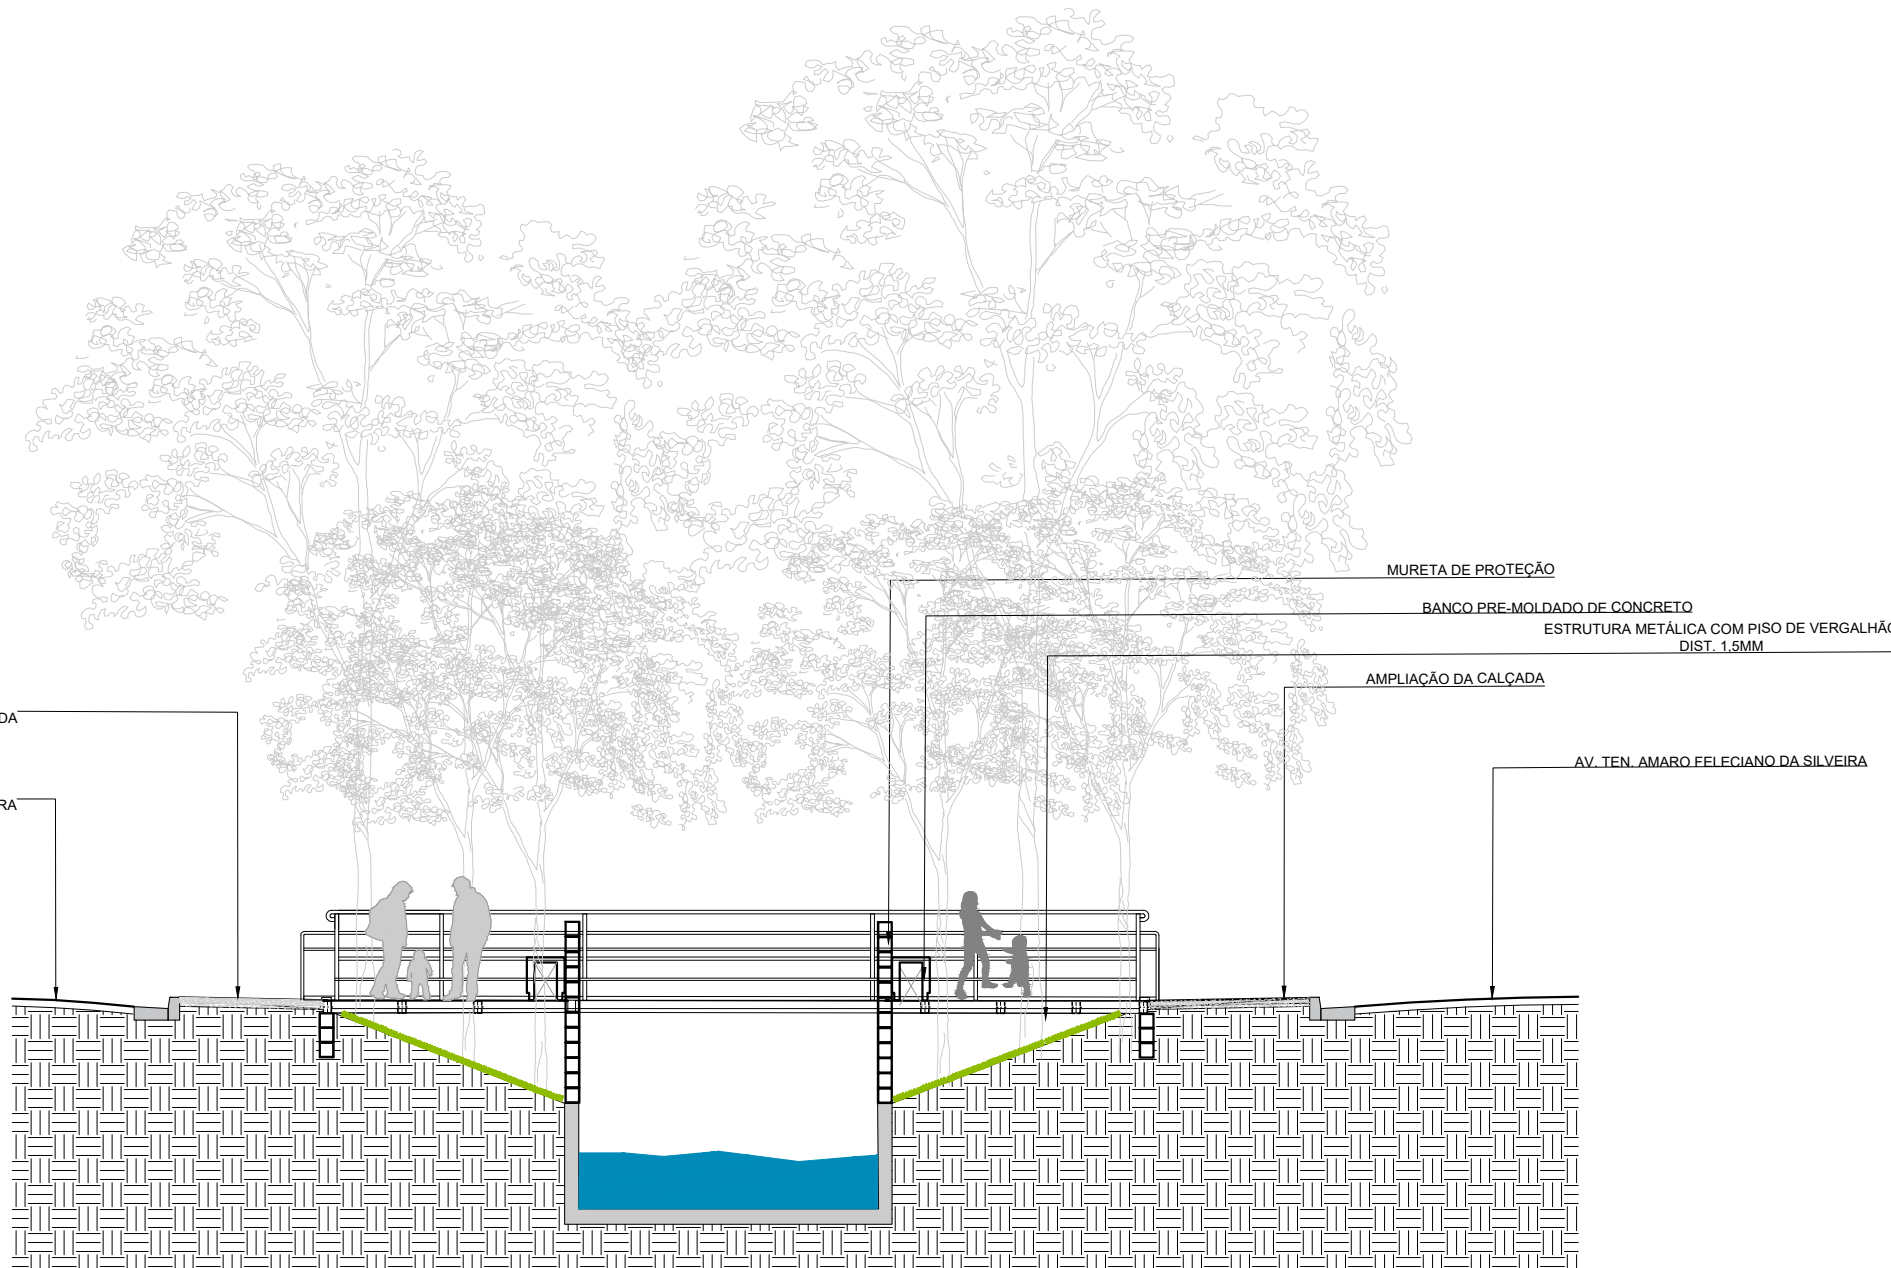 MURETA DE PROTEÇÃO
BANCO PRE-MOLDADO DE CONCRETO
ESTRUTURA METÁLICA COM PISO DE VERGALHÃO
DIST. 1,5MM
AMPLIAÇÃO DA CALÇADA
DA
AV. TEN. AMARO FELECIANO DA SILVEIRA
RA